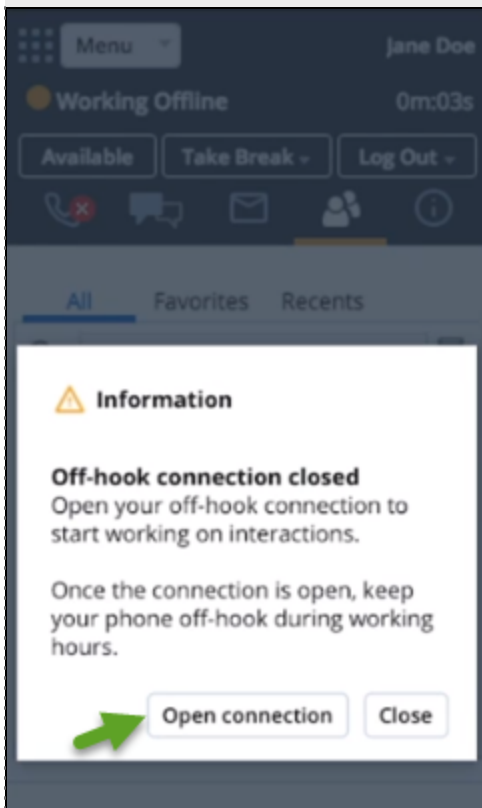 Menu
Jane Doe
Working Offline
0m:03s
Available
Take Break
Log Out
All
Favorites
Recents
Information
Off-hook connection closed
Open your off-hook connection to
start working on interactions.
Once the connection is open, keep
your phone off-hook during working
hours.
Open connection
Close